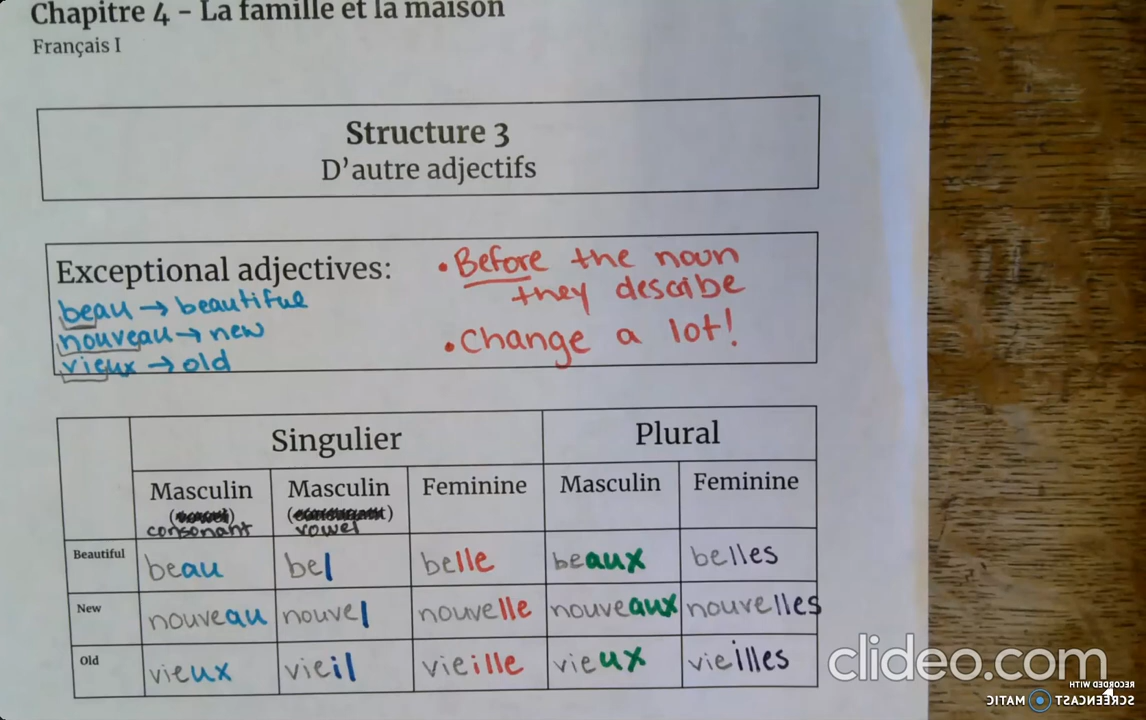 Chapitre 4 - La famille et la maison
Français I
Structure 3
D'autre adjectifs
Exceptional adjectives:
beau → beautiful
nouveau → new
vieux → old
• Before the noun
they describe
• Change a lot!
Singulier Plural
Masculin Masculin Feminine Masculin Feminine
(vowel) (consonant)
consonant vowel
Beautiful beau bel belle beaux belles
New nouveau nouvel nouvelle nouveaux nouvelles
Old vieux vieil vieille vieux vieilles
clideo.com
RECORDED WITH
SCREENCAST MATIC